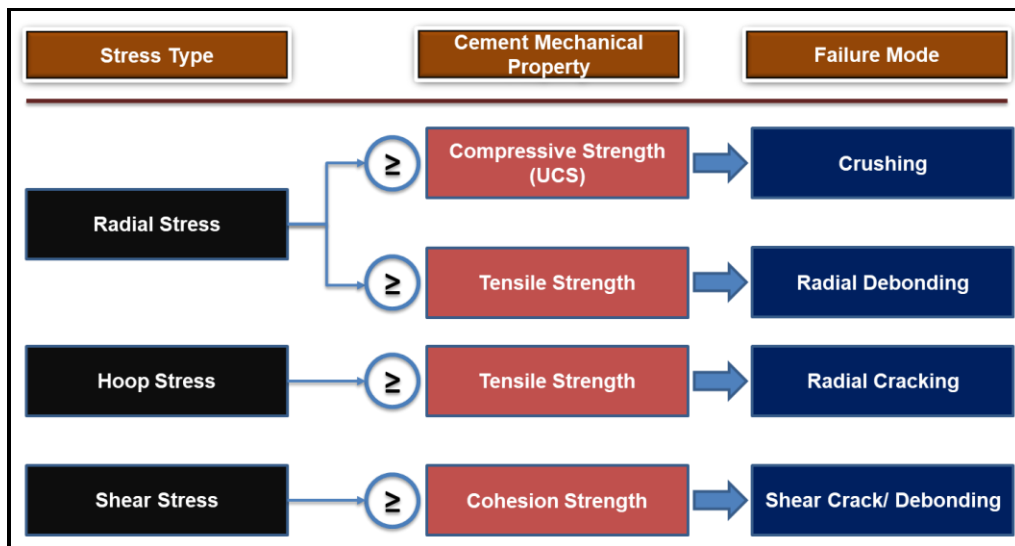 Stress Type
Cement Mechanical
Property
Failure Mode
Radial Stress
≥
Compressive Strength
(UCS)
Crushing
≥
Tensile Strength
Radial Debonding
Hoop Stress
≥
Tensile Strength
Radial Cracking
Shear Stress
≥
Cohesion Strength
Shear Crack/ Debonding